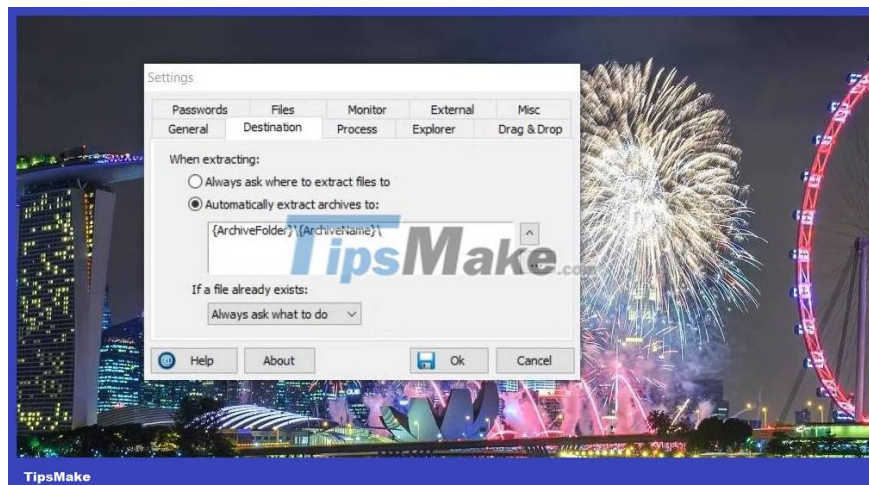 Settings
Passwords Files Monitor External Misc
General Destination Process Explorer Drag & Drop
When extracting:
Always ask where to extract files to
Automatically extract archives to:
{ArchiveFolder}\{ArchiveName}\
TipsMake.com
If a file already exists:
Always ask what to do
Help About Ok Cancel
TipsMake